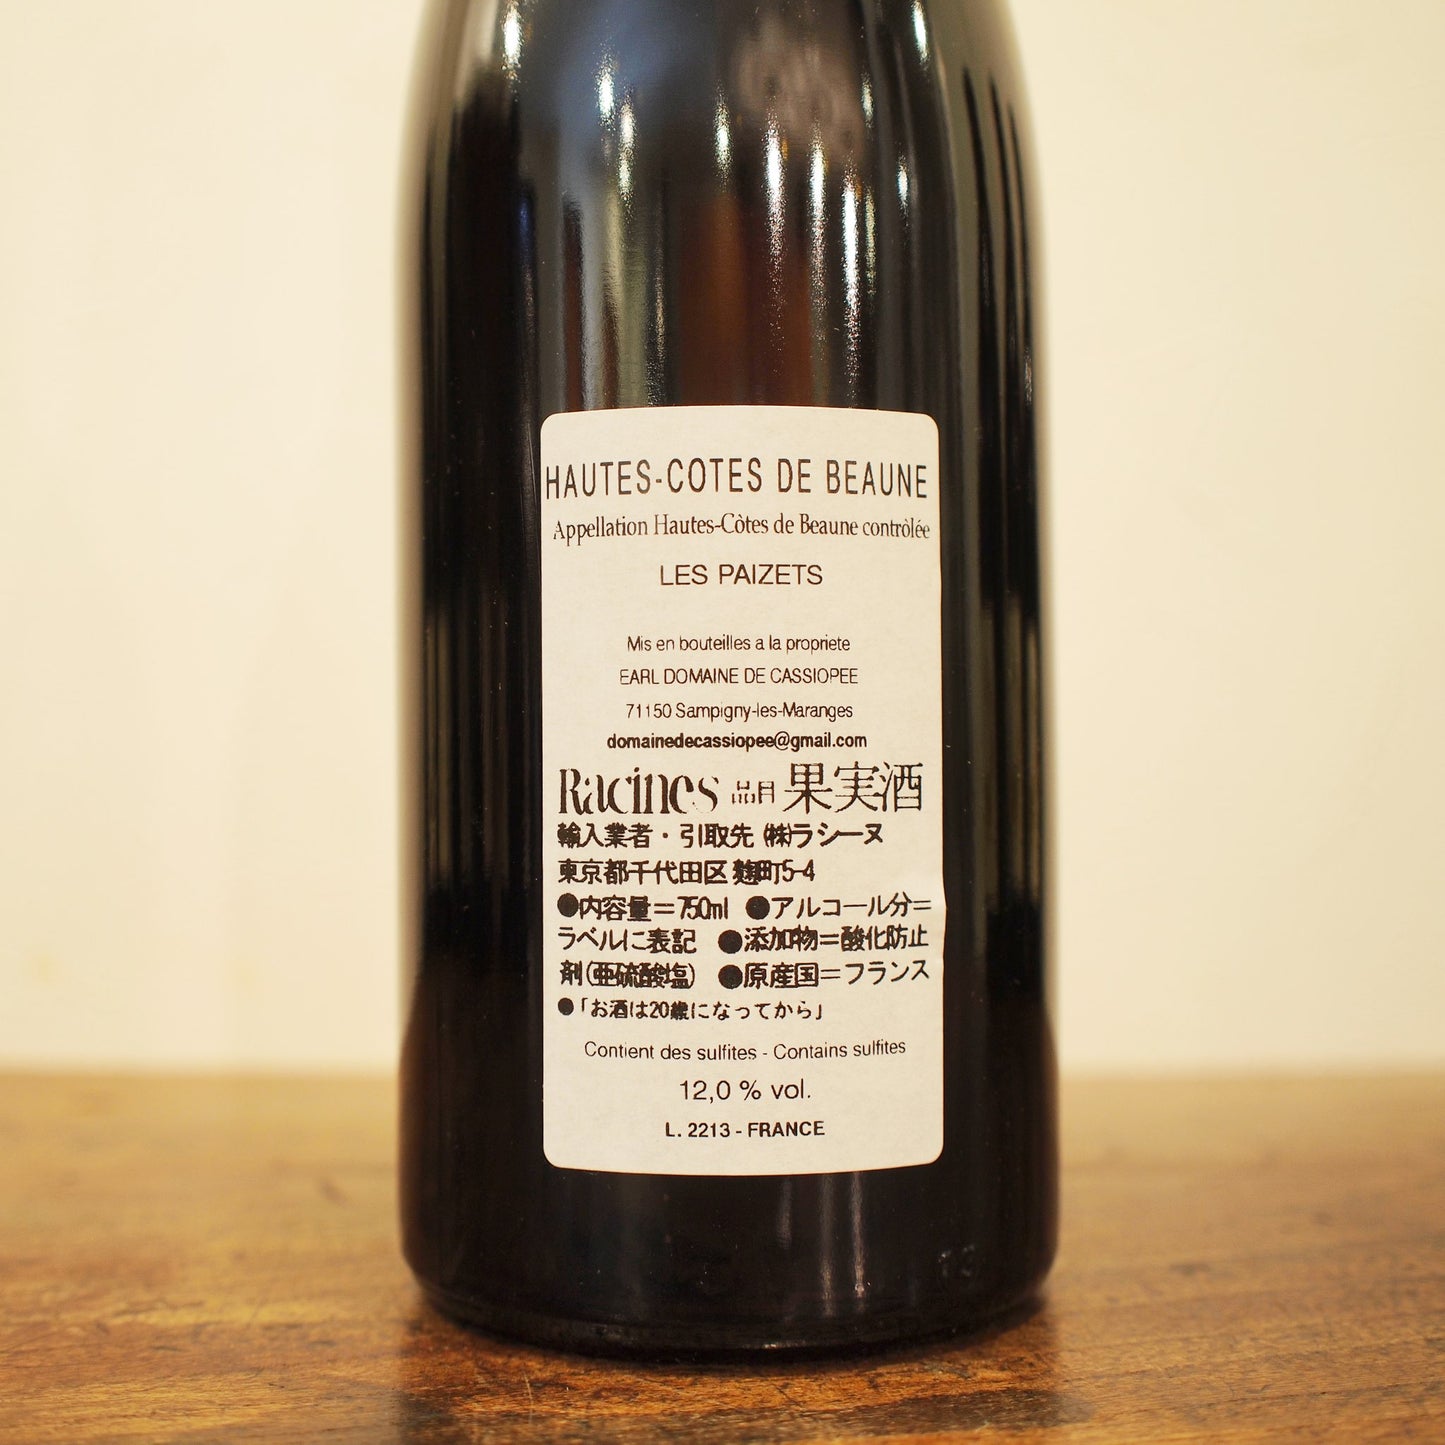 HAUTES-COTES DE BEAUNE
Appellation Hautes-Côtes de Beaune contrôlée
LES PAIZETS
Mis en bouteilles a la propriete
EARL DOMAINE DE CASSIOPEE
71150 Sampigny-les-Maranges
domainedecassiopee@gmail.com
Racines 品目 果実酒
輸入業者・引取先 ㈱ラシーヌ
東京都千代田区麹町5-4
●内容量＝750ml ●アルコール分＝
ラベルに表記 ●添加物＝酸化防止
剤（亜硫酸塩） ●原産国＝フランス
●「お酒は20歳になってから」
Contient des sulfites - Contains sulfites
12,0 % vol.
L. 2213 - FRANCE